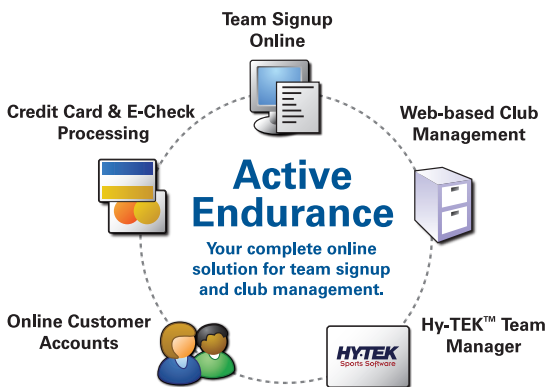 Team Signup
Online
Credit Card & E-Check
Processing
Web-based Club
Management
Active
Endurance
Your complete online
solution for team signup
and club management.
Online Customer
Accounts
HY-TEK
Sports Software
Hy-TEK™ Team
Manager